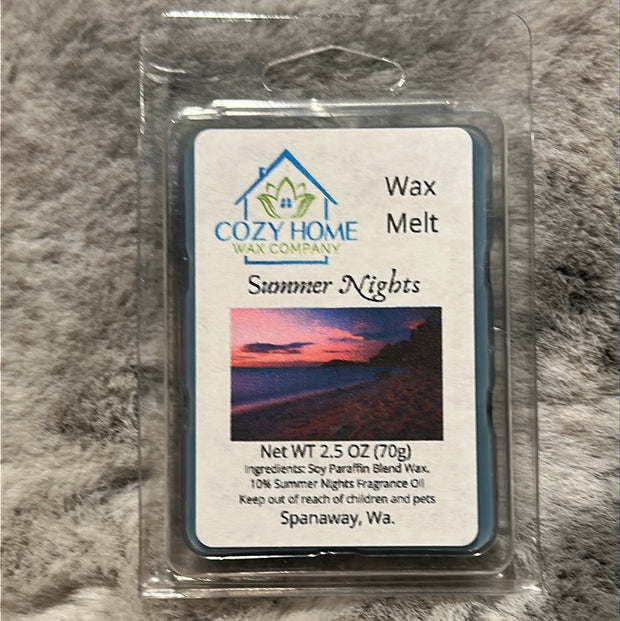 Wax
Melt
COZY HOME
WAX COMPANY
Summer Nights
Net WT 2.5 OZ (70g)
Ingredients: Soy Paraffin Blend Wax.
10% Summer Nights Fragrance Oil
Keep out of reach of children and pets
Spanaway, Wa.